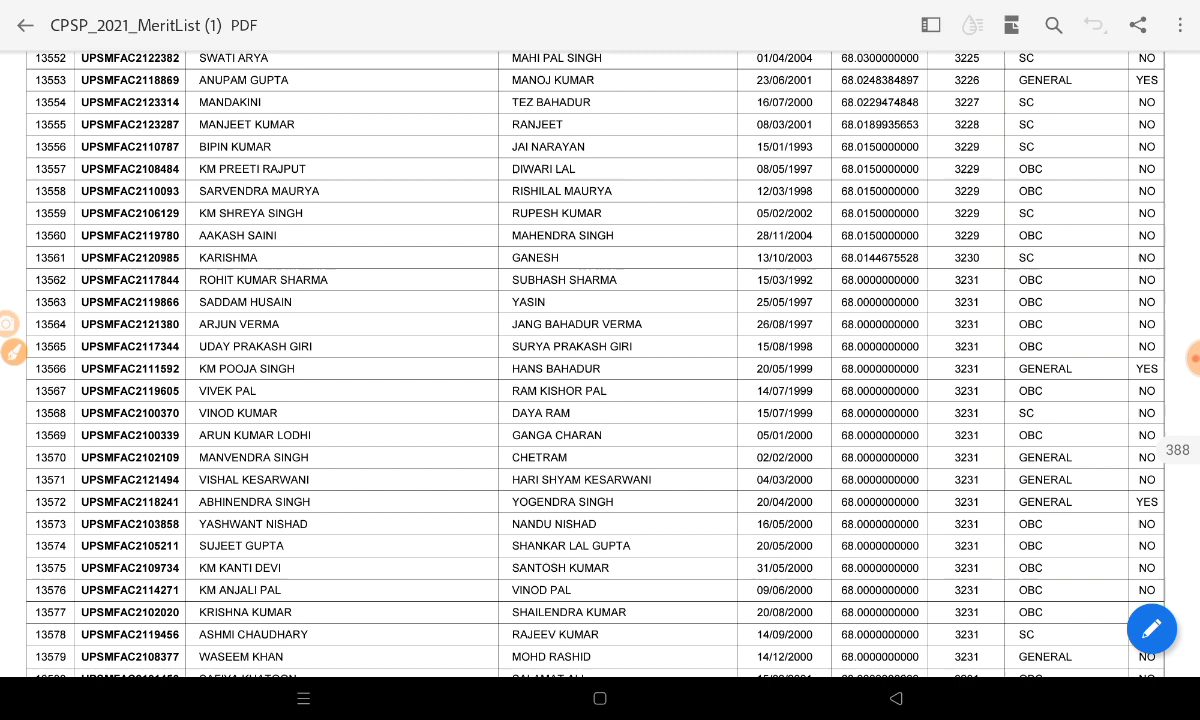 CPSP_2021_MeritList (1) PDF
13552 UPSMFAC2122382 SWATI ARYA MAHI PAL SINGH 01/04/2004 68.0300000000 3225 SC NO
13553 UPSMFAC2118869 ANUPAM GUPTA MANOJ KUMAR 23/06/2001 68.0248384897 3226 GENERAL YES
13554 UPSMFAC2123314 MANDAKINI TEZ BAHADUR 16/07/2000 68.0229474848 3227 SC NO
13555 UPSMFAC2123287 MANJEET KUMAR RANJEET 08/03/2001 68.0189935653 3228 SC NO
13556 UPSMFAC2110787 BIPIN KUMAR JAI NARAYAN 15/01/1993 68.0150000000 3229 SC NO
13557 UPSMFAC2108484 KM PREETI RAJPUT DIWARI LAL 08/05/1997 68.0150000000 3229 OBC NO
13558 UPSMFAC2110093 SARVENDRA MAURYA RISHILAL MAURYA 12/03/1998 68.0150000000 3229 OBC NO
13559 UPSMFAC2106129 KM SHREYA SINGH RUPESH KUMAR 05/02/2002 68.0150000000 3229 SC NO
13560 UPSMFAC2119780 AAKASH SAINI MAHENDRA SINGH 28/11/2004 68.0150000000 3229 OBC NO
13561 UPSMFAC2120985 KARISHMA GANESH 13/10/2003 68.0144675528 3230 SC NO
13562 UPSMFAC2117844 ROHIT KUMAR SHARMA SUBHASH SHARMA 15/03/1992 68.0000000000 3231 OBC NO
13563 UPSMFAC2119866 SADDAM HUSAIN YASIN 25/05/1997 68.0000000000 3231 OBC NO
13564 UPSMFAC2121380 ARJUN VERMA JANG BAHADUR VERMA 26/08/1997 68.0000000000 3231 OBC NO
13565 UPSMFAC2117344 UDAY PRAKASH GIRI SURYA PRAKASH GIRI 15/08/1998 68.0000000000 3231 OBC NO
13566 UPSMFAC2111592 KM POOJA SINGH HANS BAHADUR 20/05/1999 68.0000000000 3231 GENERAL YES
13567 UPSMFAC2119605 VIVEK PAL RAM KISHOR PAL 14/07/1999 68.0000000000 3231 OBC NO
13568 UPSMFAC2100370 VINOD KUMAR DAYA RAM 15/07/1999 68.0000000000 3231 SC NO
13569 UPSMFAC2100339 ARUN KUMAR LODHI GANGA CHARAN 05/01/2000 68.0000000000 3231 OBC NO
13570 UPSMFAC2102109 MANVENDRA SINGH CHETRAM 02/02/2000 68.0000000000 3231 GENERAL NO 388
13571 UPSMFAC2121494 VISHAL KESARWANI HARI SHYAM KESARWANI 04/03/2000 68.0000000000 3231 GENERAL NO
13572 UPSMFAC2118241 ABHINENDRA SINGH YOGENDRA SINGH 20/04/2000 68.0000000000 3231 GENERAL YES
13573 UPSMFAC2103858 YASHWANT NISHAD NANDU NISHAD 16/05/2000 68.0000000000 3231 OBC NO
13574 UPSMFAC2105211 SUJEET GUPTA SHANKAR LAL GUPTA 20/05/2000 68.0000000000 3231 OBC NO
13575 UPSMFAC2109734 KM KANTI DEVI SANTOSH KUMAR 31/05/2000 68.0000000000 3231 OBC NO
13576 UPSMFAC2114271 KM ANJALI PAL VINOD PAL 09/06/2000 68.0000000000 3231 OBC NO
13577 UPSMFAC2102020 KRISHNA KUMAR SHAILENDRA KUMAR 20/08/2000 68.0000000000 3231 OBC
13578 UPSMFAC2119456 ASHMI CHAUDHARY RAJEEV KUMAR 14/09/2000 68.0000000000 3231 SC
13579 UPSMFAC2108377 WASEEM KHAN MOHD RASHID 14/12/2000 68.0000000000 3231 GENERAL NO